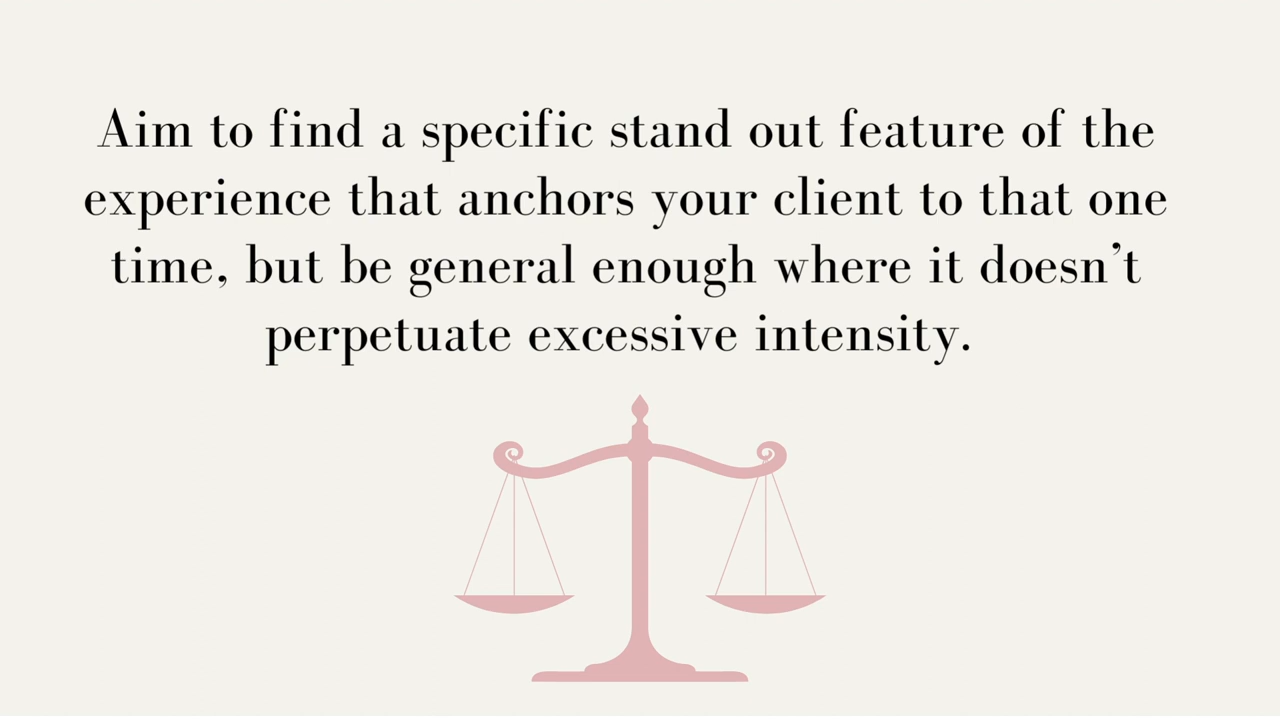 Aim to find a specific stand out feature of the
experience that anchors your client to that one
time, but be general enough where it doesn’t
perpetuate excessive intensity.